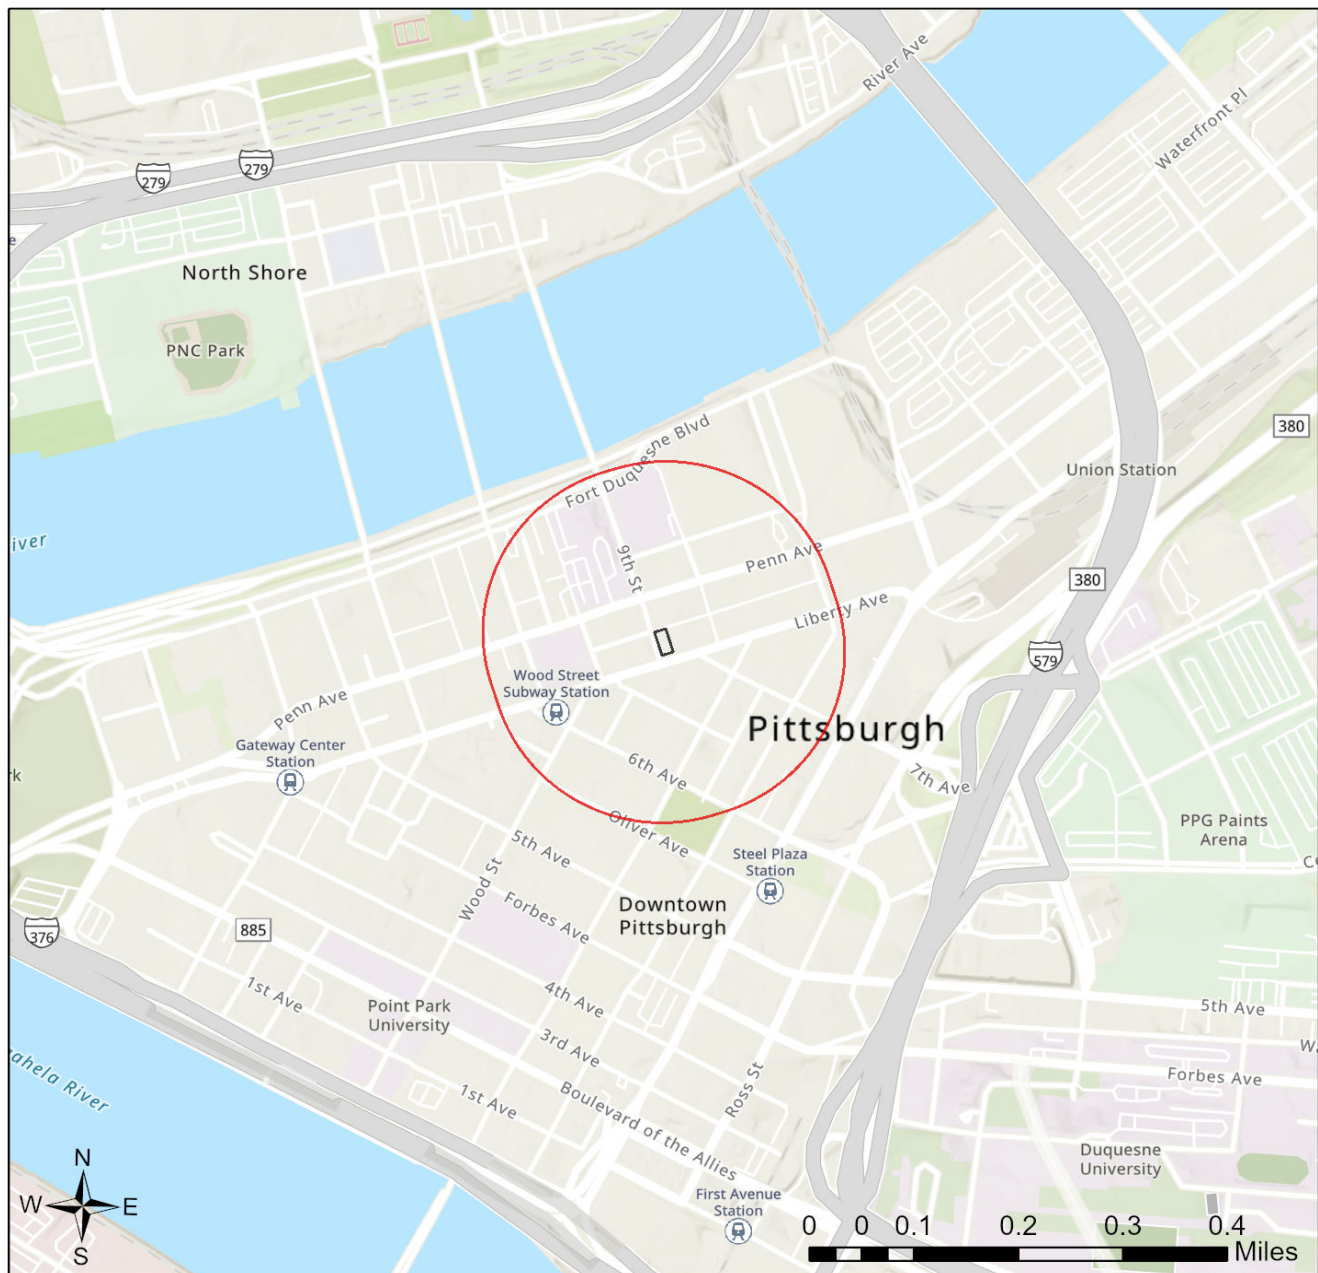 River Ave
Waterfront Pl
279
279
e
North Shore
PNC Park
380
Union Station
Fort Duquesne Blvd
iver
9th St
Penn Ave
380
Liberty Ave
579
Wood Street
Subway Station
Penn Ave
Pittsburgh
Gateway Center
Station
rk
6th Ave
7th Ave
Oliver Ave
PPG Paints
Arena
5th Ave
Steel Plaza
Station
Ce
Wood St
Forbes Ave
Downtown
Pittsburgh
376
885
1st Ave
4th Ave
Point Park
University
5th Ave
3rd Ave
Wa
Forbes Ave
ahela River
1st Ave
Ross St
Boulevard of the Allies
Duquesne
University
N
W E
S
First Avenue
Station
0 0 0.1 0.2 0.3 0.4
Miles